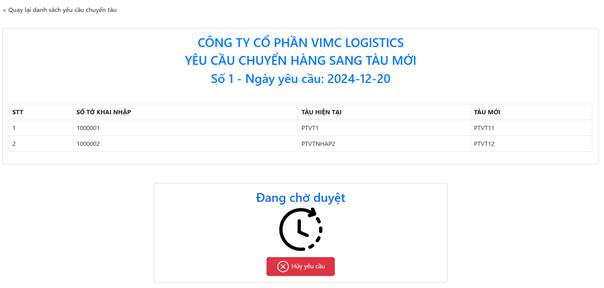 < Quay lại danh sách yêu cầu chuyển tàu
CÔNG TY CỔ PHẦN VIMC LOGISTICS
YÊU CẦU CHUYỂN HÀNG SANG TÀU MỚI
Số 1 - Ngày yêu cầu: 2024-12-20
STT SỐ TỜ KHAI NHẬP TÀU HIỆN TẠI TÀU MỚI
1 1000001 PTVT1 PTVT11
2 1000002 PTVTNHAP2 PTVT12
Đang chờ duyệt
Hủy yêu cầu